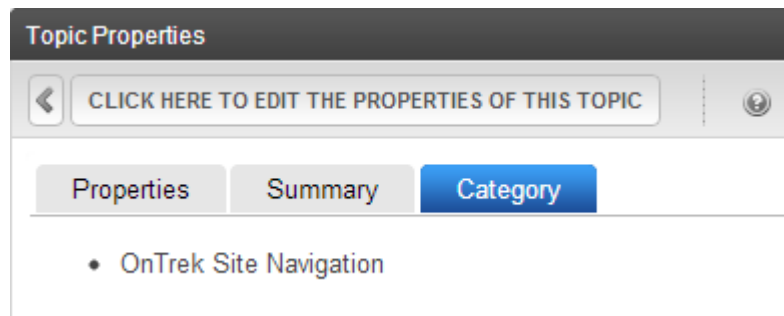 Topic Properties
CLICK HERE TO EDIT THE PROPERTIES OF THIS TOPIC ?
Properties Summary Category
• OnTrek Site Navigation